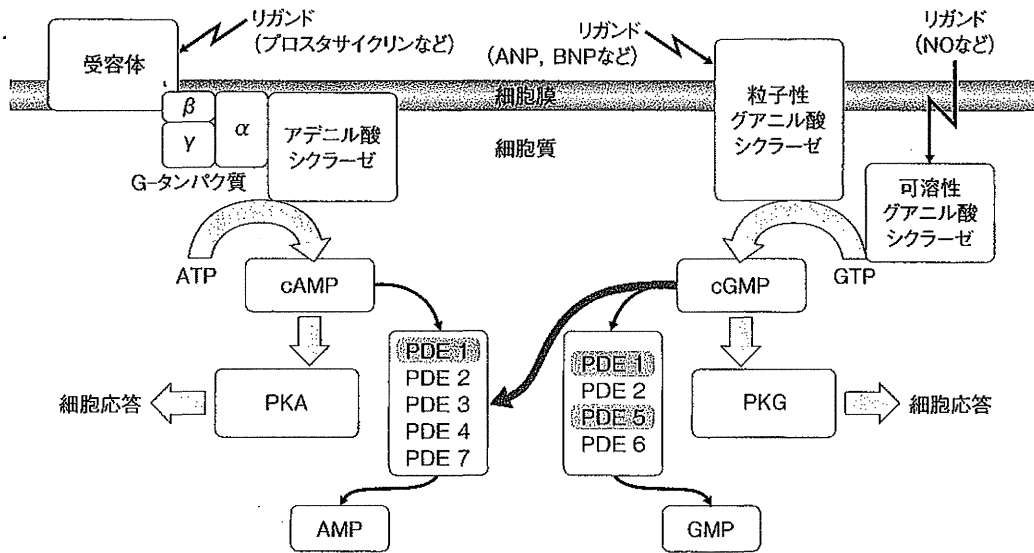 リガンド
(プロスタサイクリンなど)
リガンド
(ANP, BNPなど)
リガンド
(NOなど)
受容体
細胞膜
β
γ
α
アデニル酸
シクラーゼ
細胞質
粒子性
グアニル酸
シクラーゼ
G-タンパク質
可溶性
グアニル酸
シクラーゼ
ATP
cAMP
cGMP
GTP
PDE 1
PDE 2
PDE 3
PDE 4
PDE 7
PDE 1
PDE 2
PDE 5
PDE 6
細胞応答
PKA
PKG
細胞応答
AMP
GMP